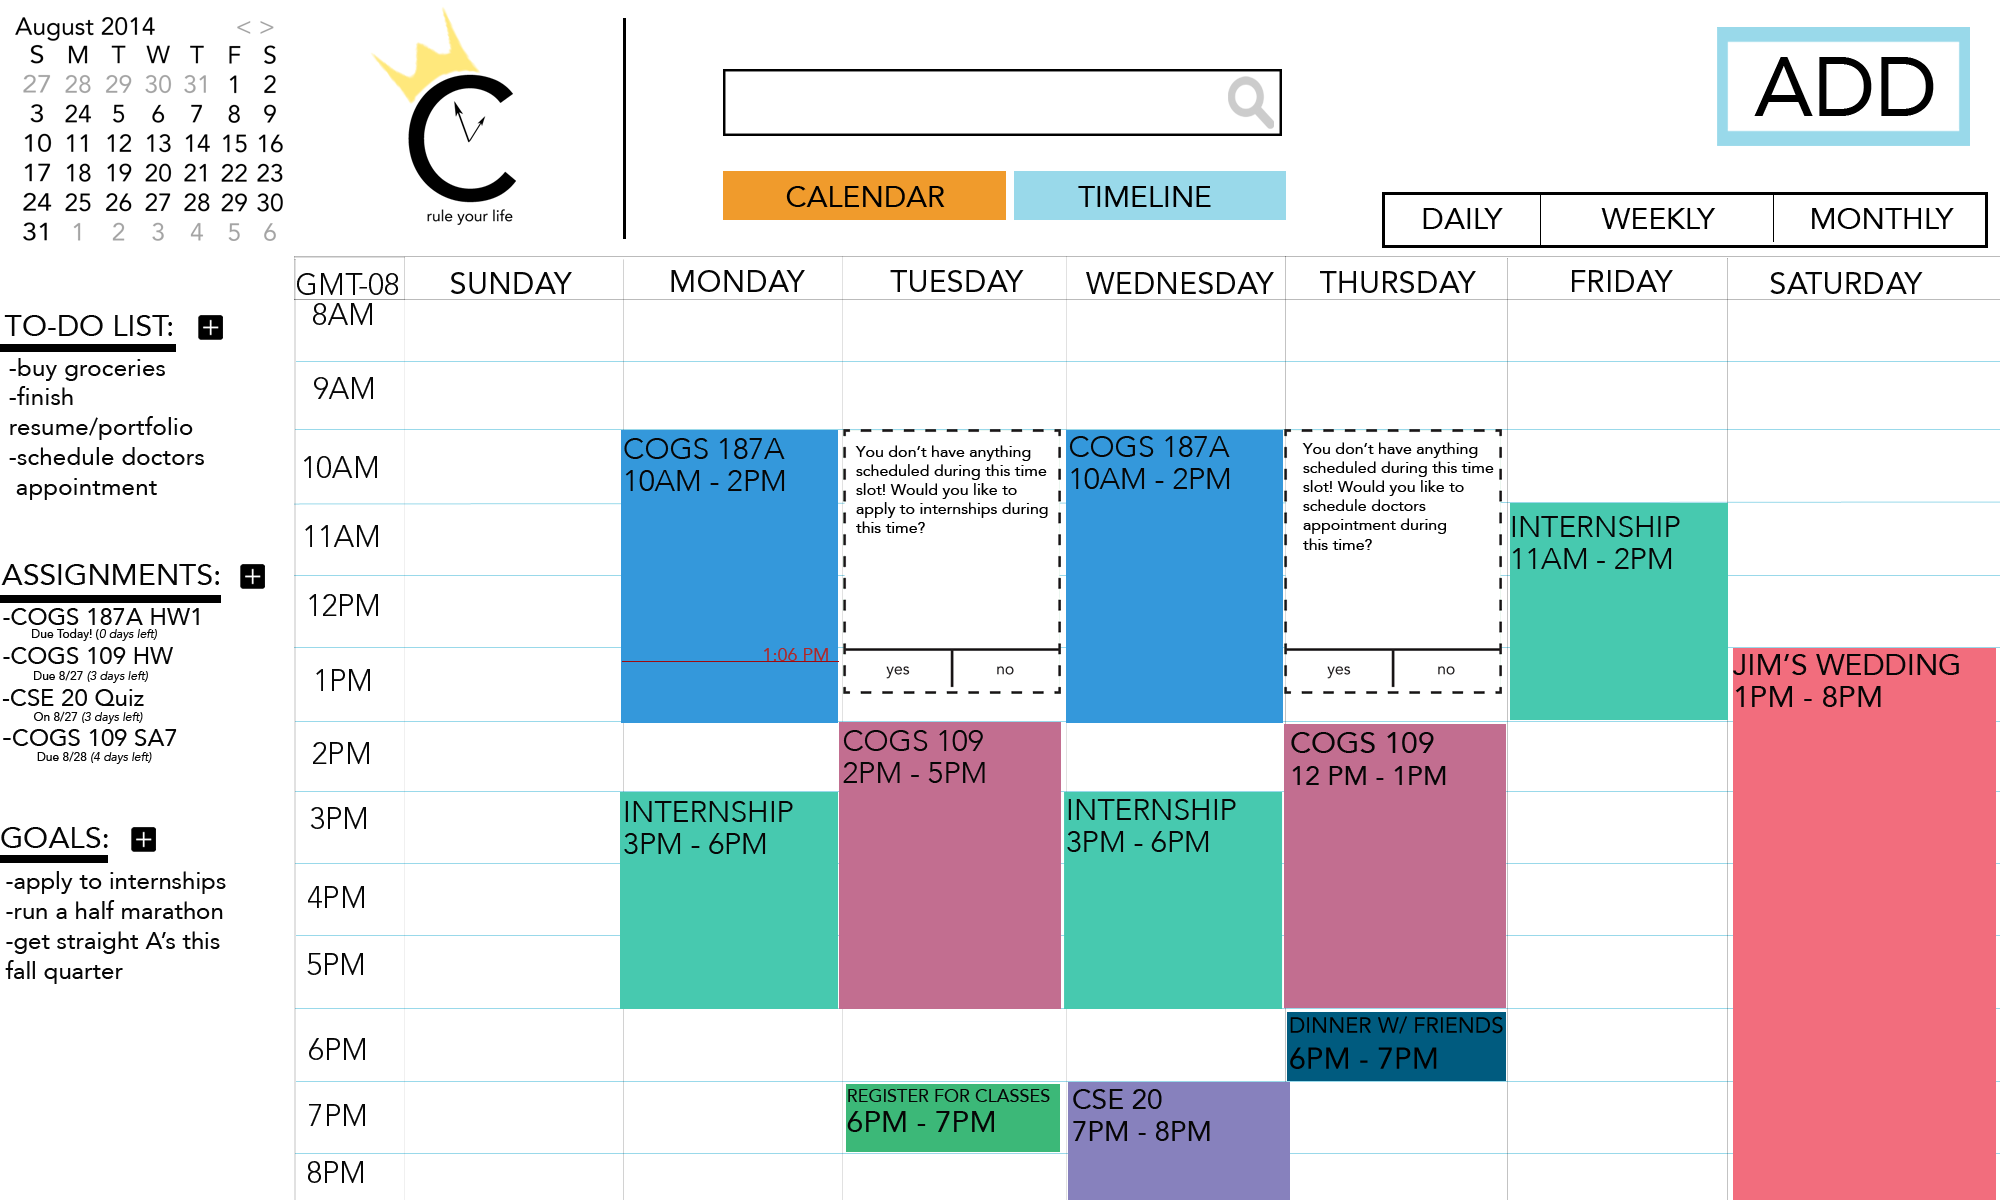 August 2014 < >
S M T W T F S
27 28 29 30 31 1 2
3 24 5 6 7 8 9
10 11 12 13 14 15 16
17 18 19 20 21 22 23
24 25 26 27 28 29 30
31 1 2 3 4 5 6
C
rule your life
CALENDAR
TIMELINE
ADD
DAILY
WEEKLY
MONTHLY
TO-DO LIST:
-buy groceries
-finish
resume/portfolio
-schedule doctors
appointment
ASSIGNMENTS:
-COGS 187A HW1
Due Today! (0 days left)
-COGS 109 HW
Due 8/27 (3 days left)
-CSE 20 Quiz
On 8/27 (3 days left)
-COGS 109 SA7
Due 8/28 (4 days left)
GOALS:
-apply to internships
-run a half marathon
-get straight A's this
fall quarter
GMT-08 SUNDAY MONDAY TUESDAY WEDNESDAY THURSDAY FRIDAY SATURDAY
8AM
9AM
10AM
11AM
12PM
1PM
2PM
3PM
4PM
5PM
6PM
7PM
8PM
COGS 187A
10AM - 2PM
1:06 PM
INTERNSHIP
3PM - 6PM
You don't have anything
scheduled during this time
slot! Would you like to
apply to internships during
this time?
yes
no
COGS 109
2PM - 5PM
REGISTER FOR CLASSES
6PM - 7PM
COGS 187A
10AM - 2PM
INTERNSHIP
3PM - 6PM
CSE 20
7PM - 8PM
You don't have anything
scheduled during this time
slot! Would you like to
schedule doctors
appointment during
this time?
yes
no
COGS 109
12 PM - 1PM
DINNER W/ FRIENDS
6PM - 7PM
INTERNSHIP
11AM - 2PM
JIM'S WEDDING
1PM - 8PM